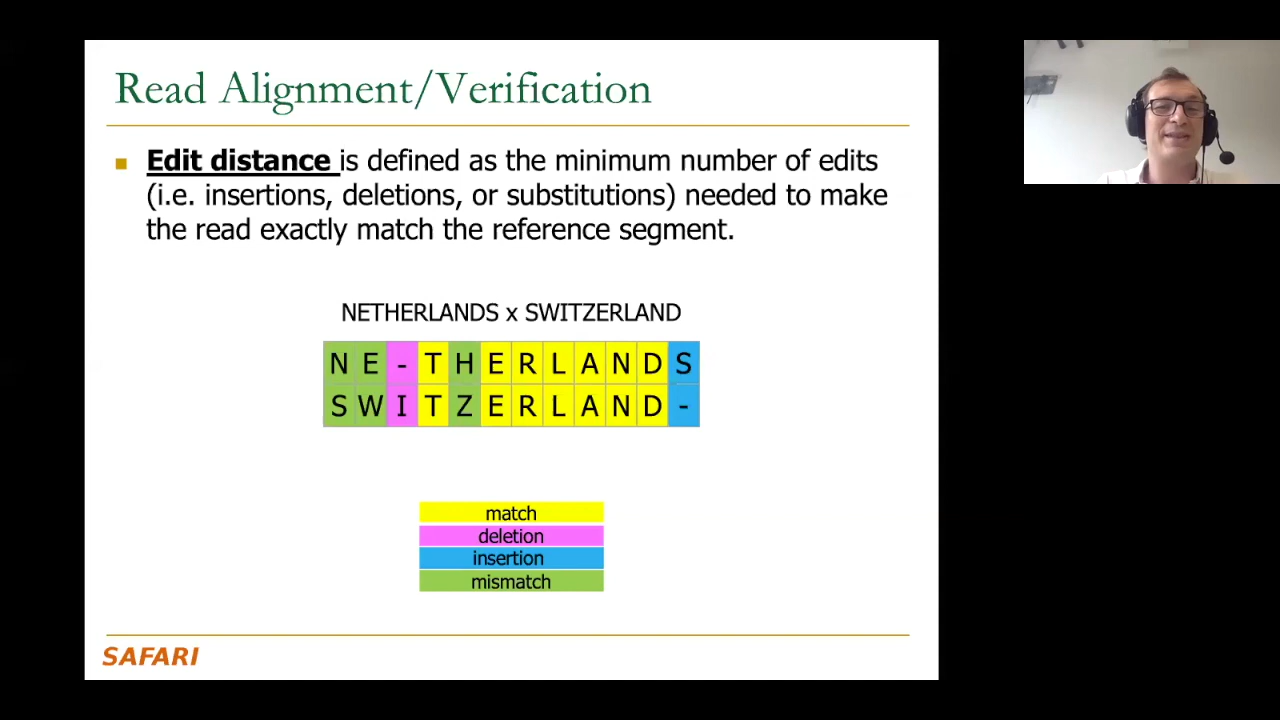 Read Alignment/Verification
Edit distance is defined as the minimum number of edits
(i.e. insertions, deletions, or substitutions) needed to make
the read exactly match the reference segment.
NETHERLANDS x SWITZERLAND
N E - T H E R L A N D S
S W I T Z E R L A N D -
match
deletion
insertion
mismatch
SAFARI